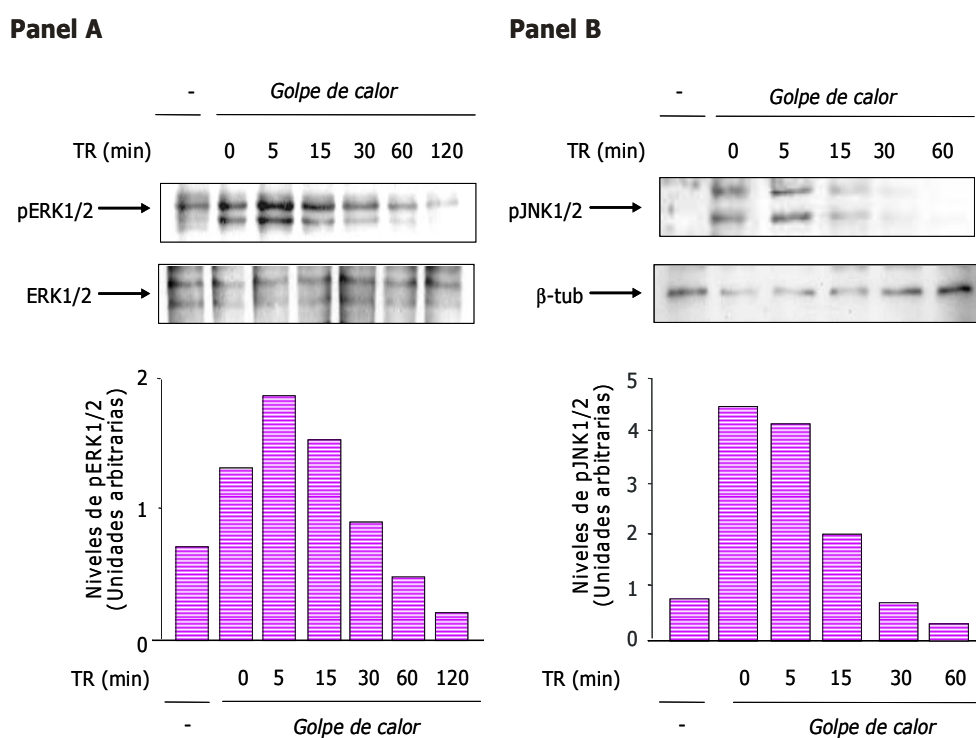 Panel A
- Golpe de calor
TR (min) 0 5 15 30 60 120
pERK1/2
ERK1/2
Niveles de pERK1/2
(Unidades arbitrarias)
2
1
0
TR (min) 0 5 15 30 60 120
- Golpe de calor
Panel B
- Golpe de calor
TR (min) 0 5 15 30 60
pJNK1/2
β-tub
Niveles de pJNK1/2
(Unidades arbitrarias)
5
4
3
2
1
0
TR (min) 0 5 15 30 60
- Golpe de calor